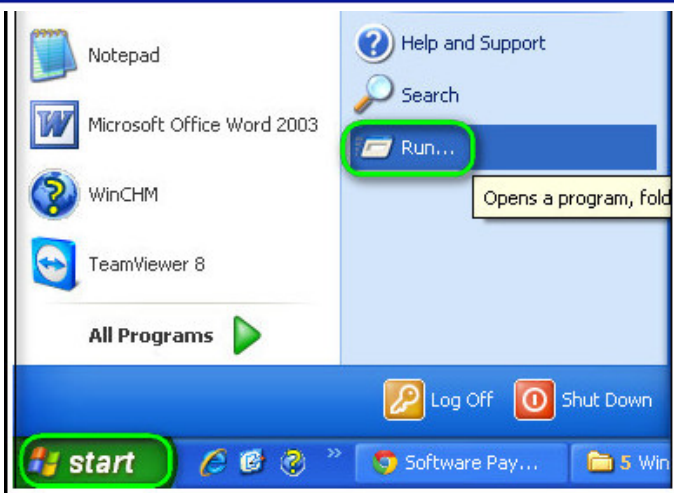 Notepad
Microsoft Office Word 2003
WinCHM
TeamViewer 8
All Programs
Help and Support
Search
Run...
Opens a program, fold
Log Off
Shut Down
start
Software Pay...
5 Win